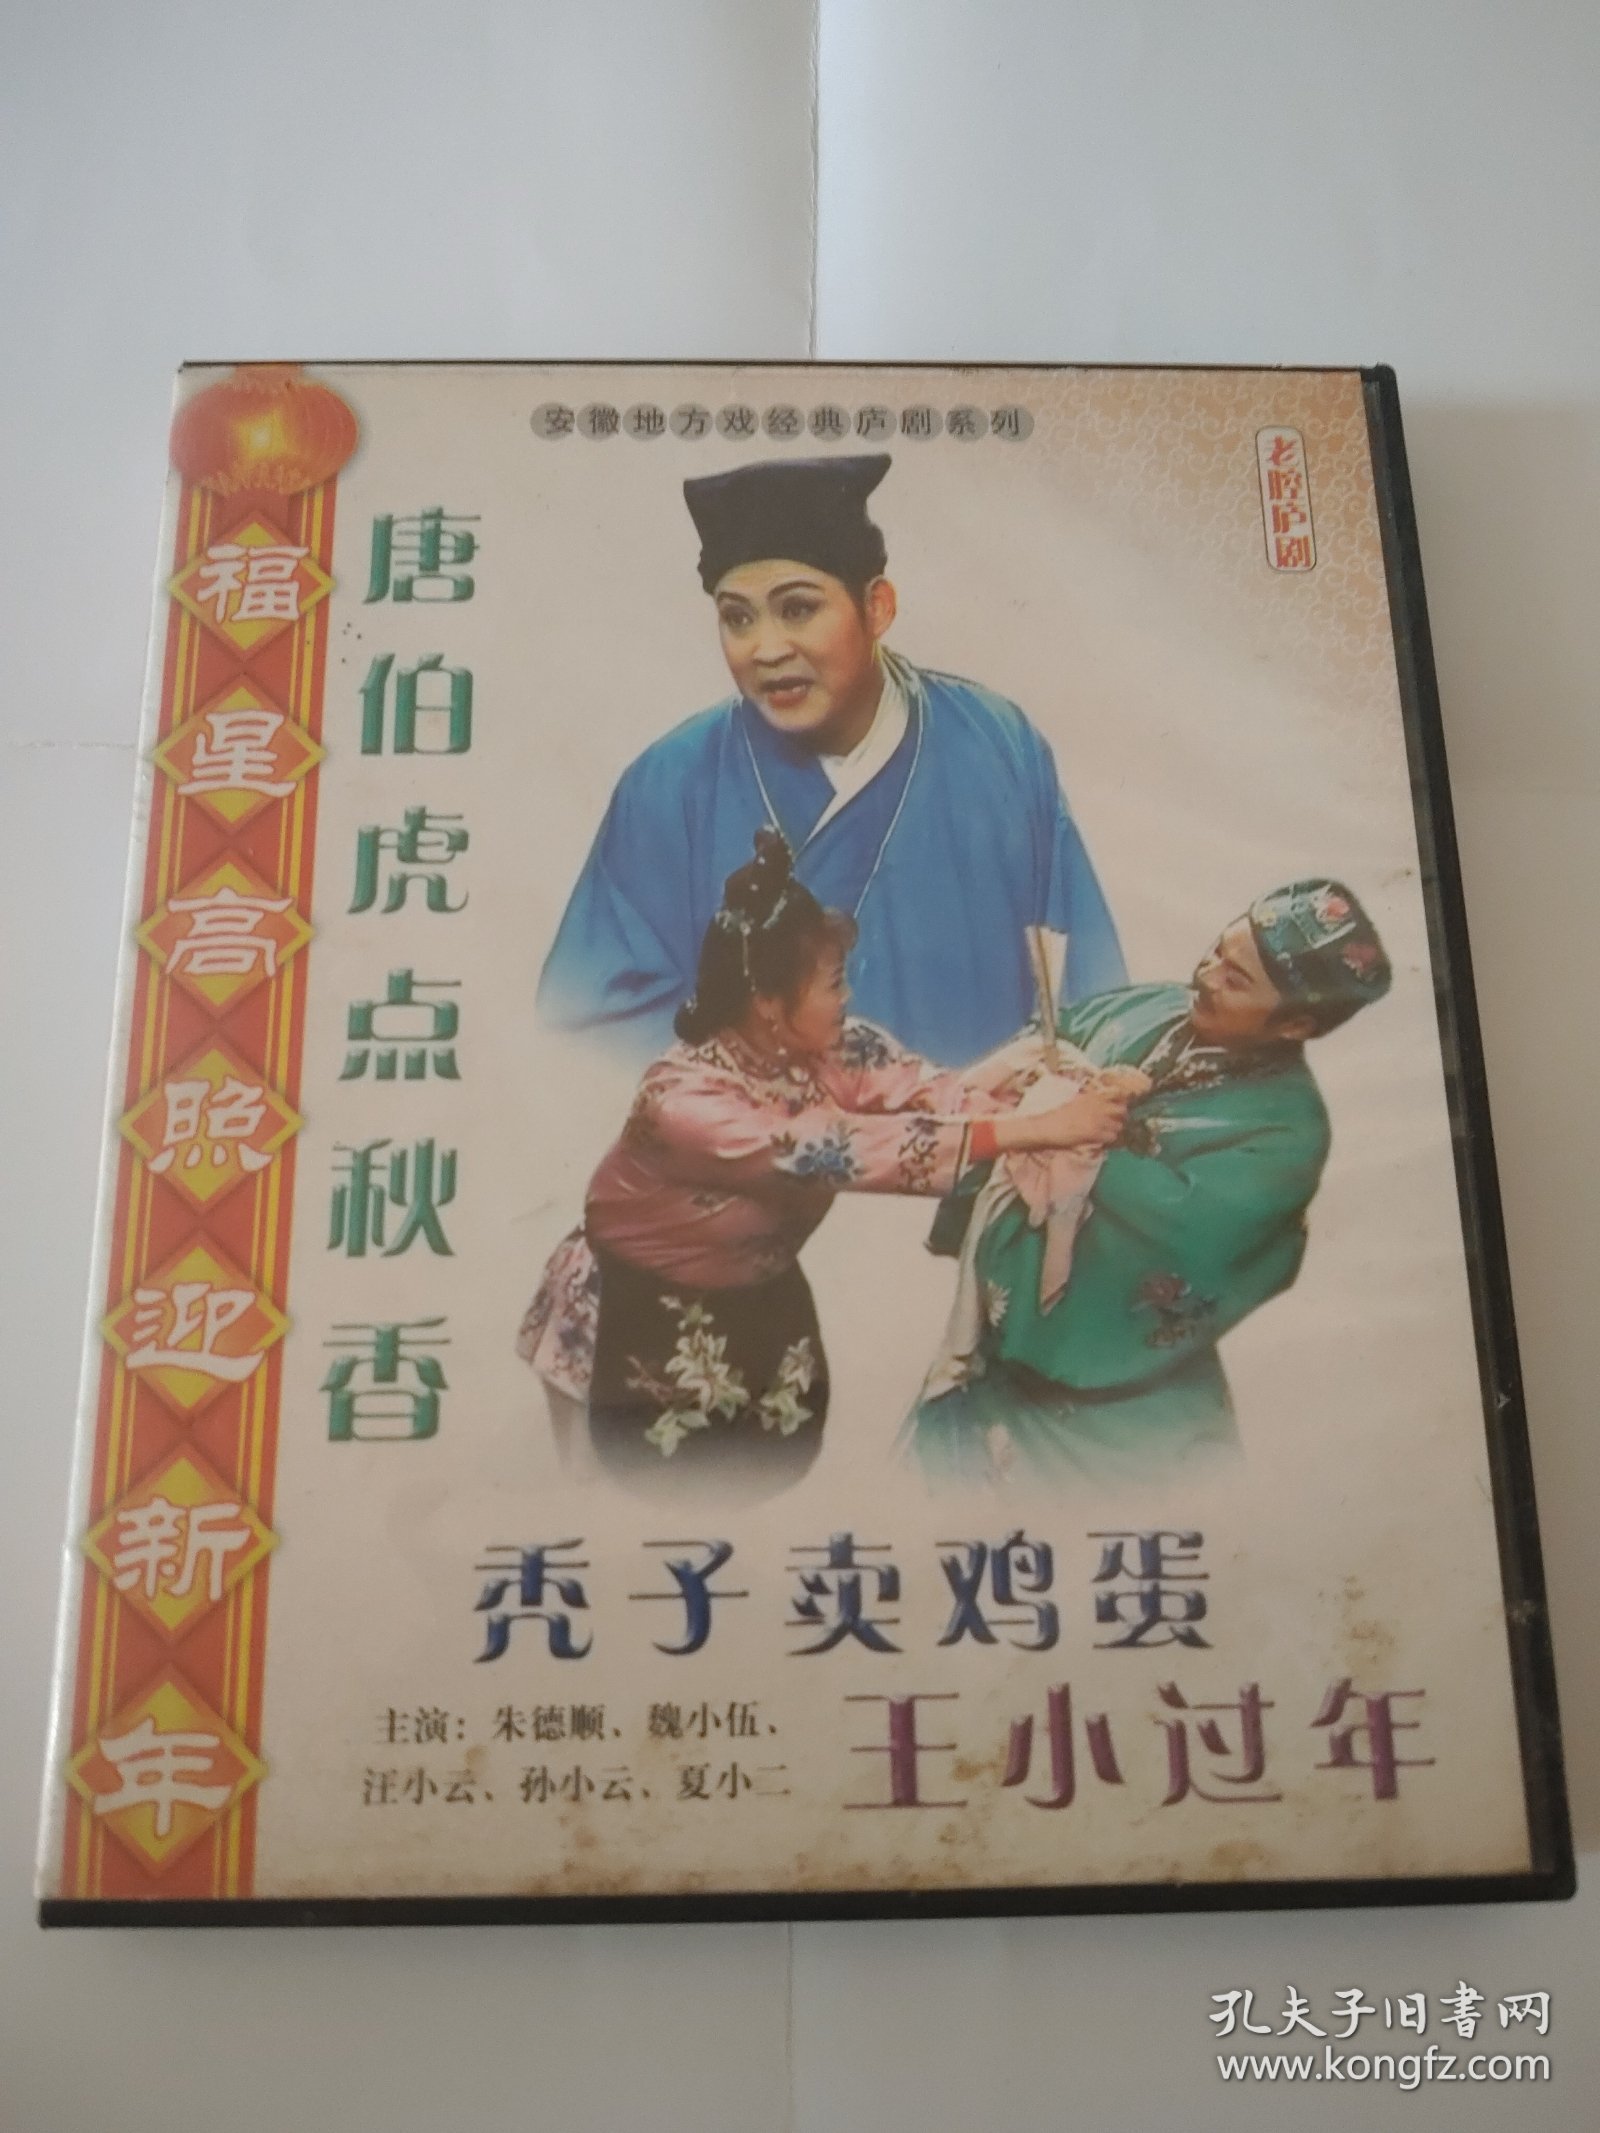 安徽地方戏经典庐剧系列
老腔庐剧
福星高照迎新年
唐伯虎点秋香
秃子卖鸡蛋
王小过年
主演：朱德顺、魏小伍、
汪小云、孙小云、夏小二
孔夫子旧书网
www.kongfz.com